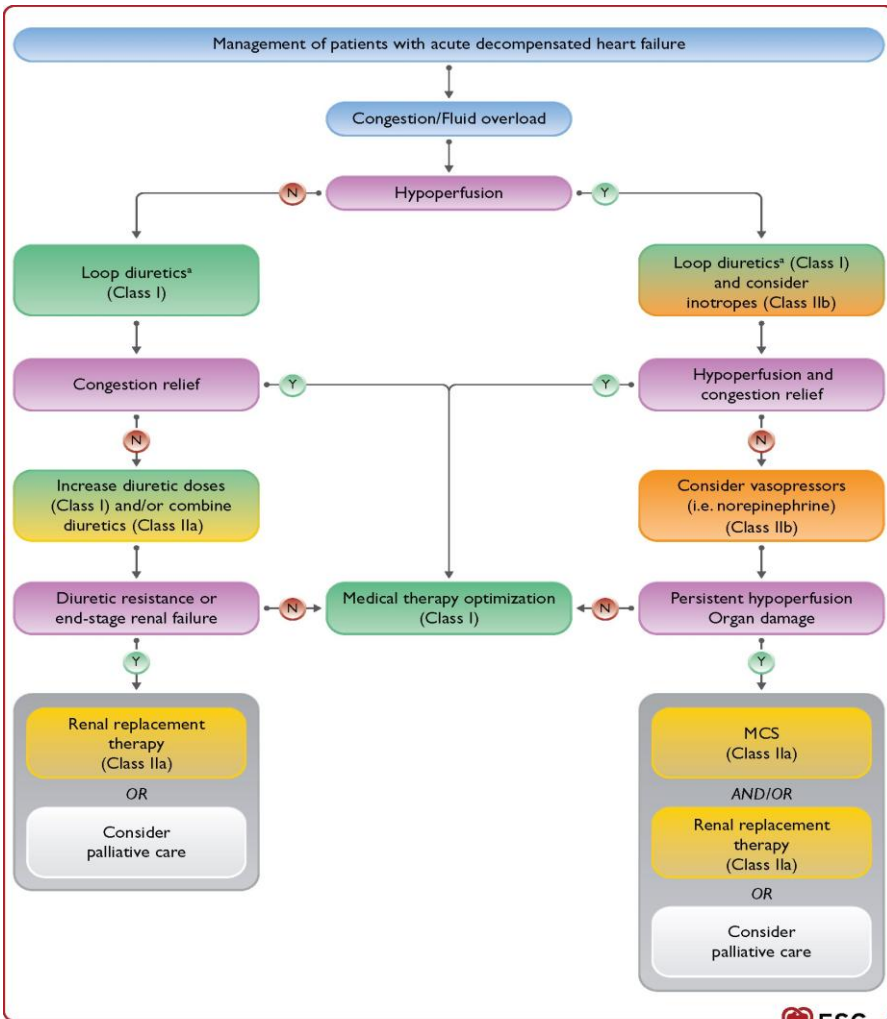 Management of patients with acute decompensated heart failure
Congestion/Fluid overload
N
Hypoperfusion
Y
Loop diureticsᵃ
(Class I)
Loop diureticsᵃ (Class I)
and consider
inotropes (Class IIb)
Congestion relief
Y
Y
Hypoperfusion and
congestion relief
N
N
Increase diuretic doses
(Class I) and/or combine
diuretics (Class IIa)
Consider vasopressors
(i.e. norepinephrine)
(Class IIb)
Diuretic resistance or
end-stage renal failure
N
Medical therapy optimization
(Class I)
N
Persistent hypoperfusion
Organ damage
Y
Y
Renal replacement
therapy
(Class IIa)
OR
Consider
palliative care
MCS
(Class IIa)
AND/OR
Renal replacement
therapy
(Class IIa)
OR
Consider
palliative care
ESC